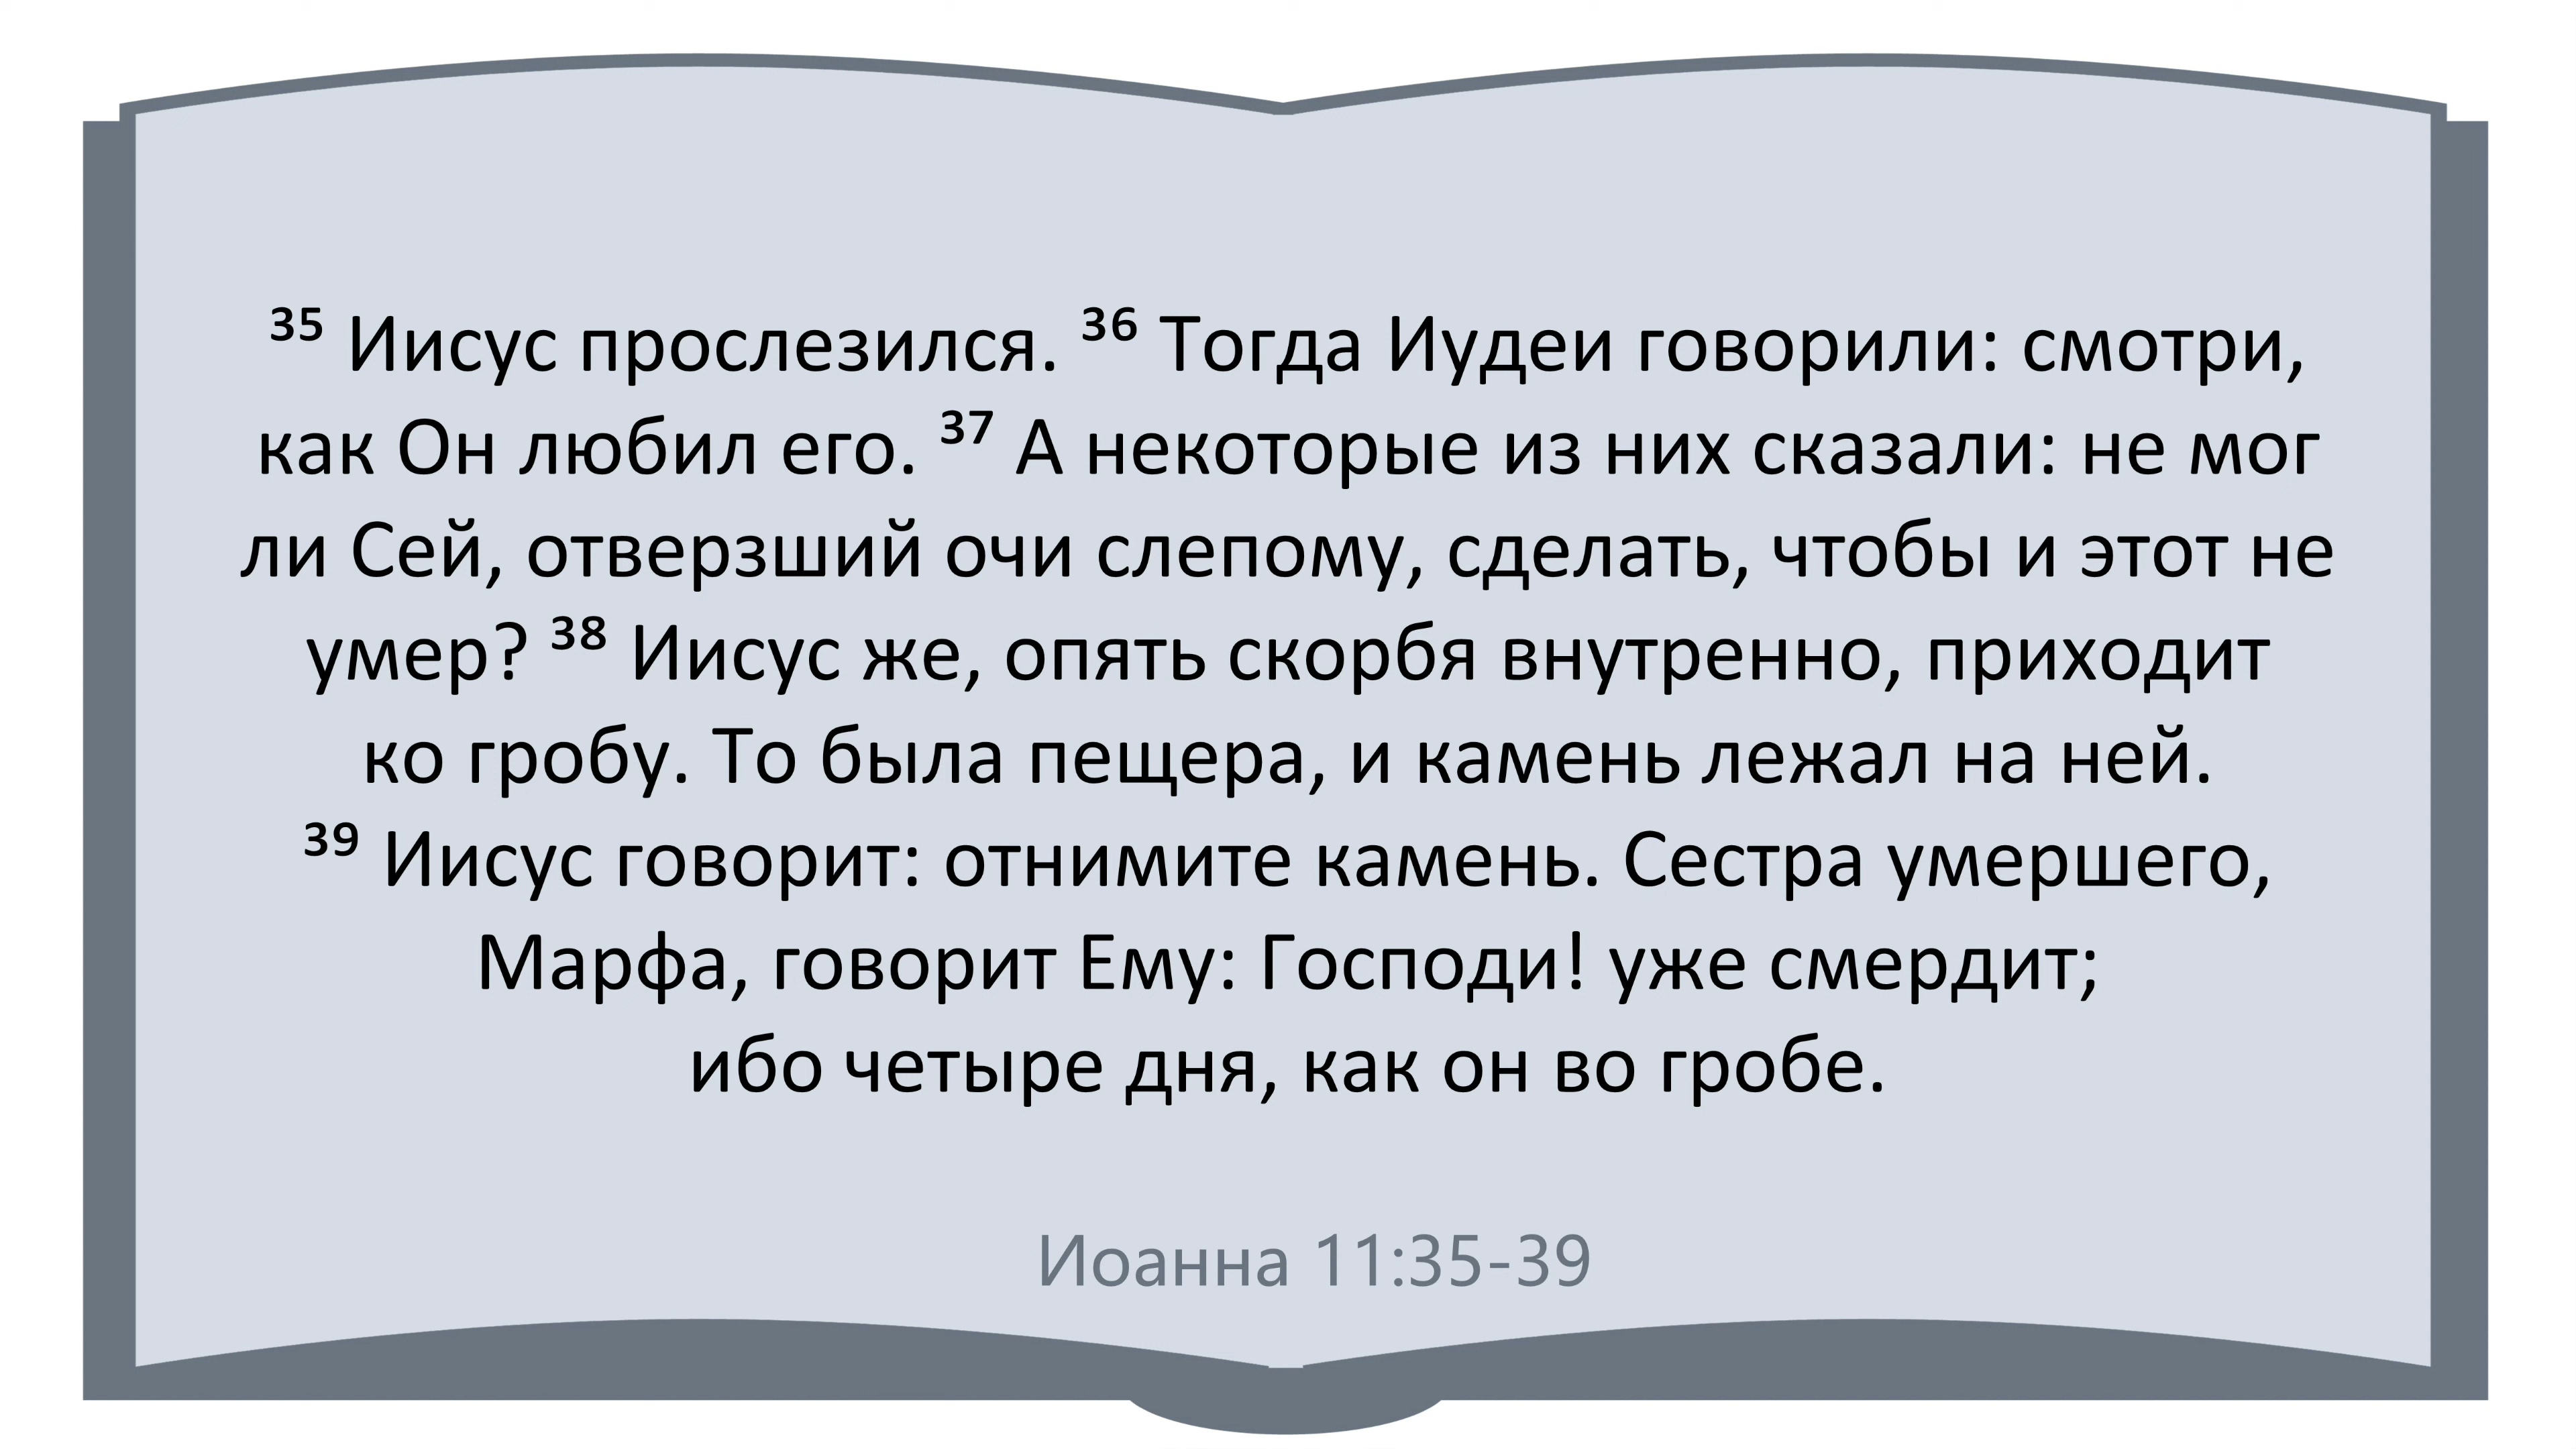 ³⁵ Иисус прослезился. ³⁶ Тогда Иудеи говорили: смотри,
как Он любил его. ³⁷ А некоторые из них сказали: не мог
ли Сей, отверзший очи слепому, сделать, чтобы и этот не
умер? ³⁸ Иисус же, опять скорбя внутренно, приходит
ко гробу. То была пещера, и камень лежал на ней.
³⁹ Иисус говорит: отнимите камень. Сестра умершего,
Марфа, говорит Ему: Господи! уже смердит;
ибо четыре дня, как он во гробе.
Иоанна 11:35-39